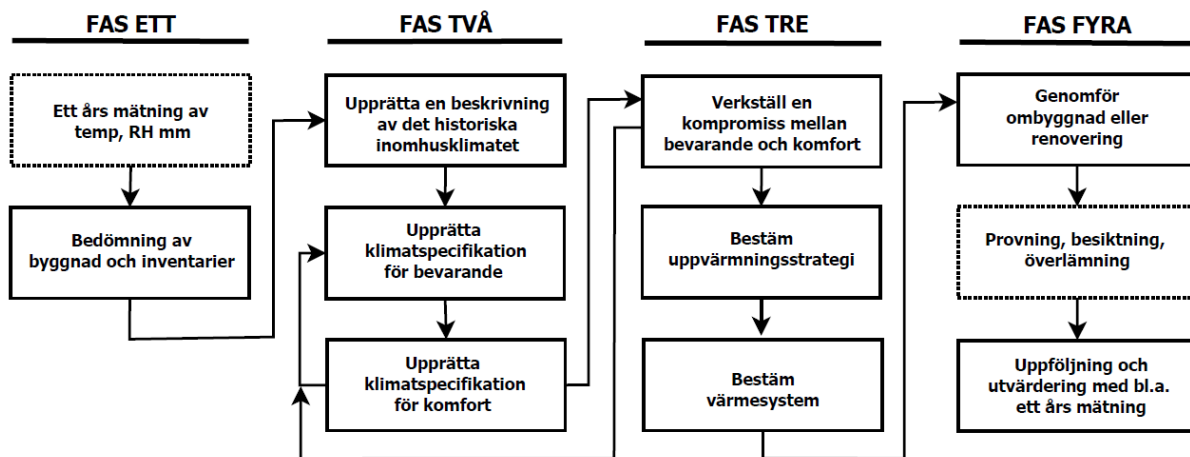 FAS ETT
Ett års mätning av
temp, RH mm
Bedömning av
byggnad och inventarier
FAS TVÅ
Upprätta en beskrivning
av det historiska
inomhusklimatet
Upprätta
klimatspecifikation
för bevarande
Upprätta
klimatspecifikation
för komfort
FAS TRE
Verkställ en
kompromiss mellan
bevarande och komfort
Bestäm
uppvärmningsstrategi
Bestäm
värmesystem
FAS FYRA
Genomför
ombyggnad eller
renovering
Provning, besiktning,
överlämning
Uppföljning och
utvärdering med bl.a.
ett års mätning